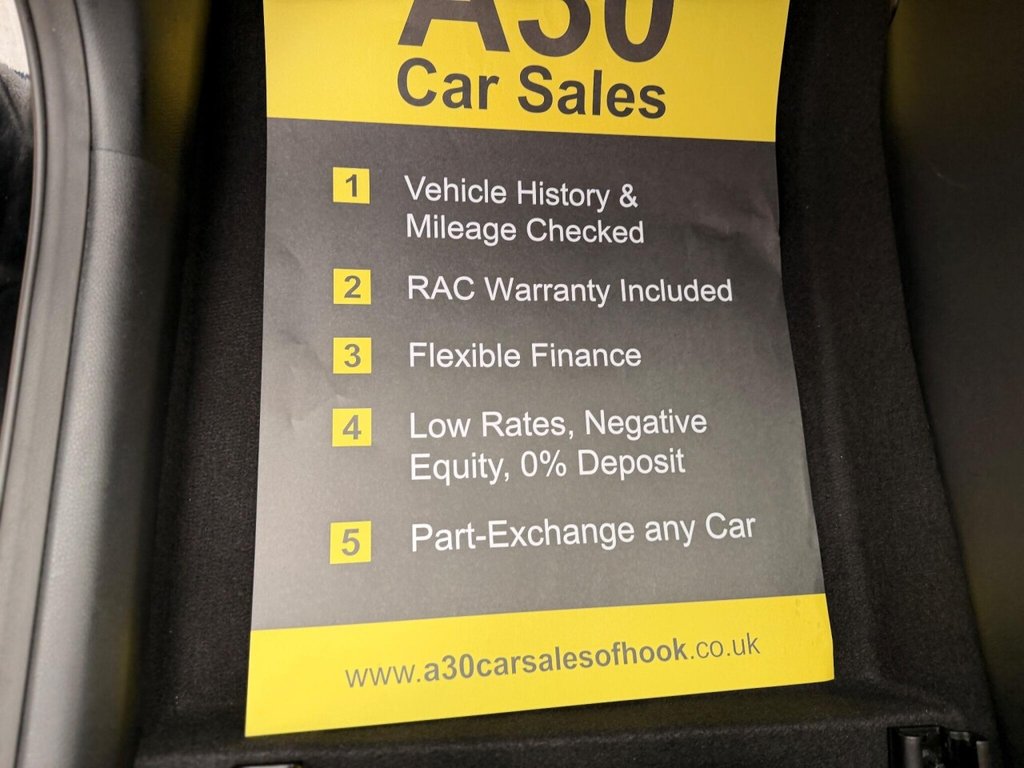 A30
Car Sales
1 Vehicle History &
Mileage Checked
2 RAC Warranty Included
3 Flexible Finance
4 Low Rates, Negative
Equity, 0% Deposit
5 Part-Exchange any Car
www.a30carsalesofhook.co.uk